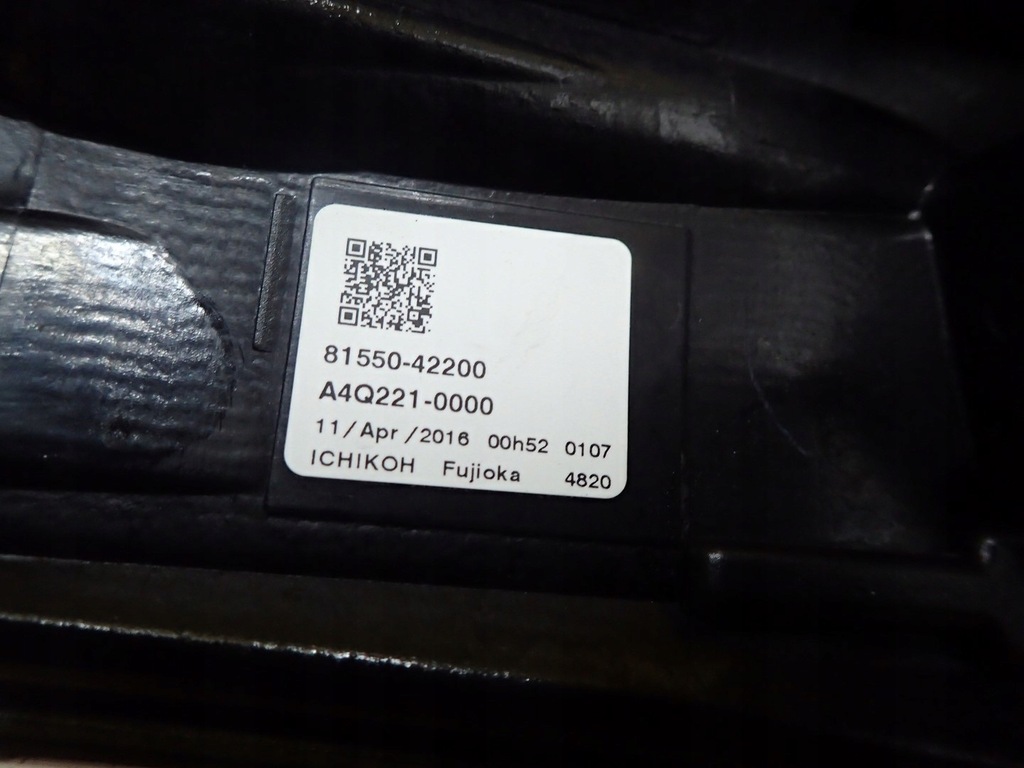 81550-42200
A4Q221-0000
11/Apr/2016 00h52 0107
ICHIKOH Fujioka 4820